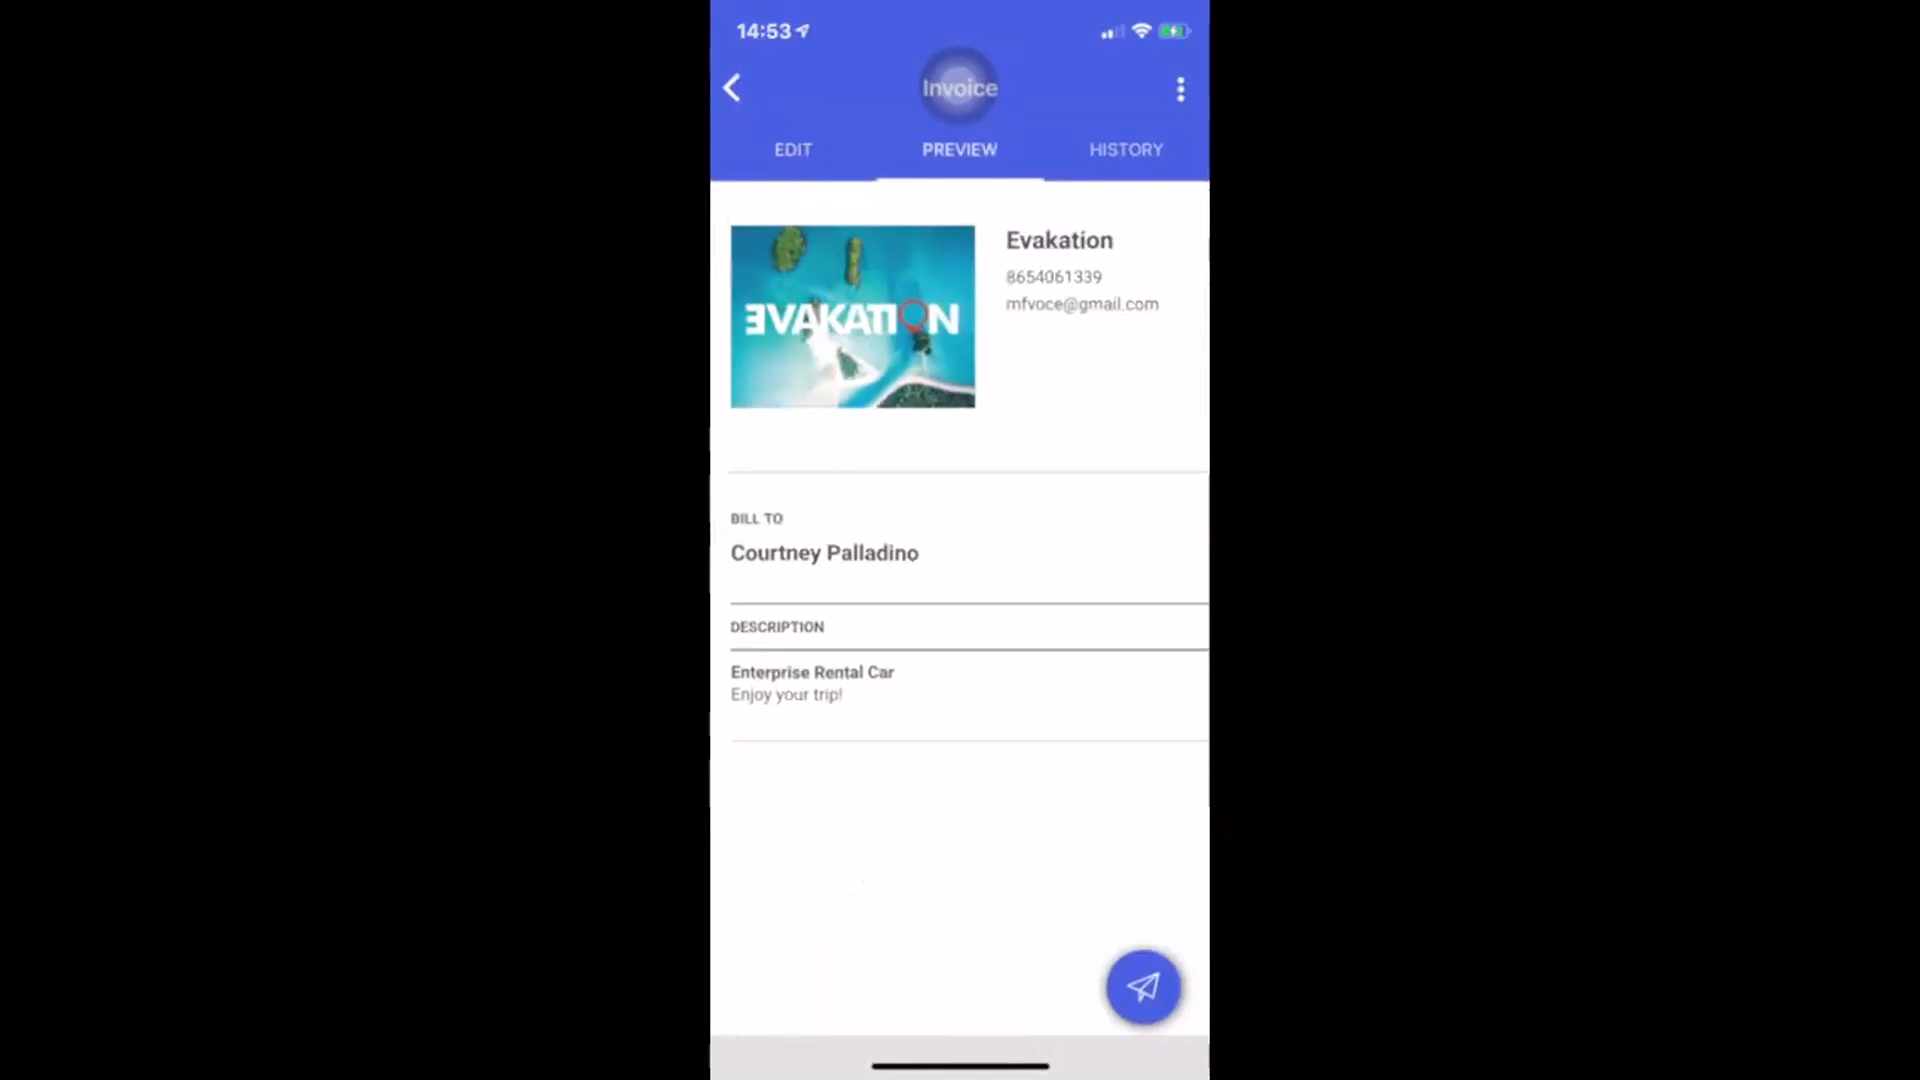 14:53
Invoice
EDIT
PREVIEW
HISTORY
EVAKATION
Evakation
8654061339
mfvoce@gmail.com
BILL TO
Courtney Palladino
DESCRIPTION
Enterprise Rental Car
Enjoy your trip!